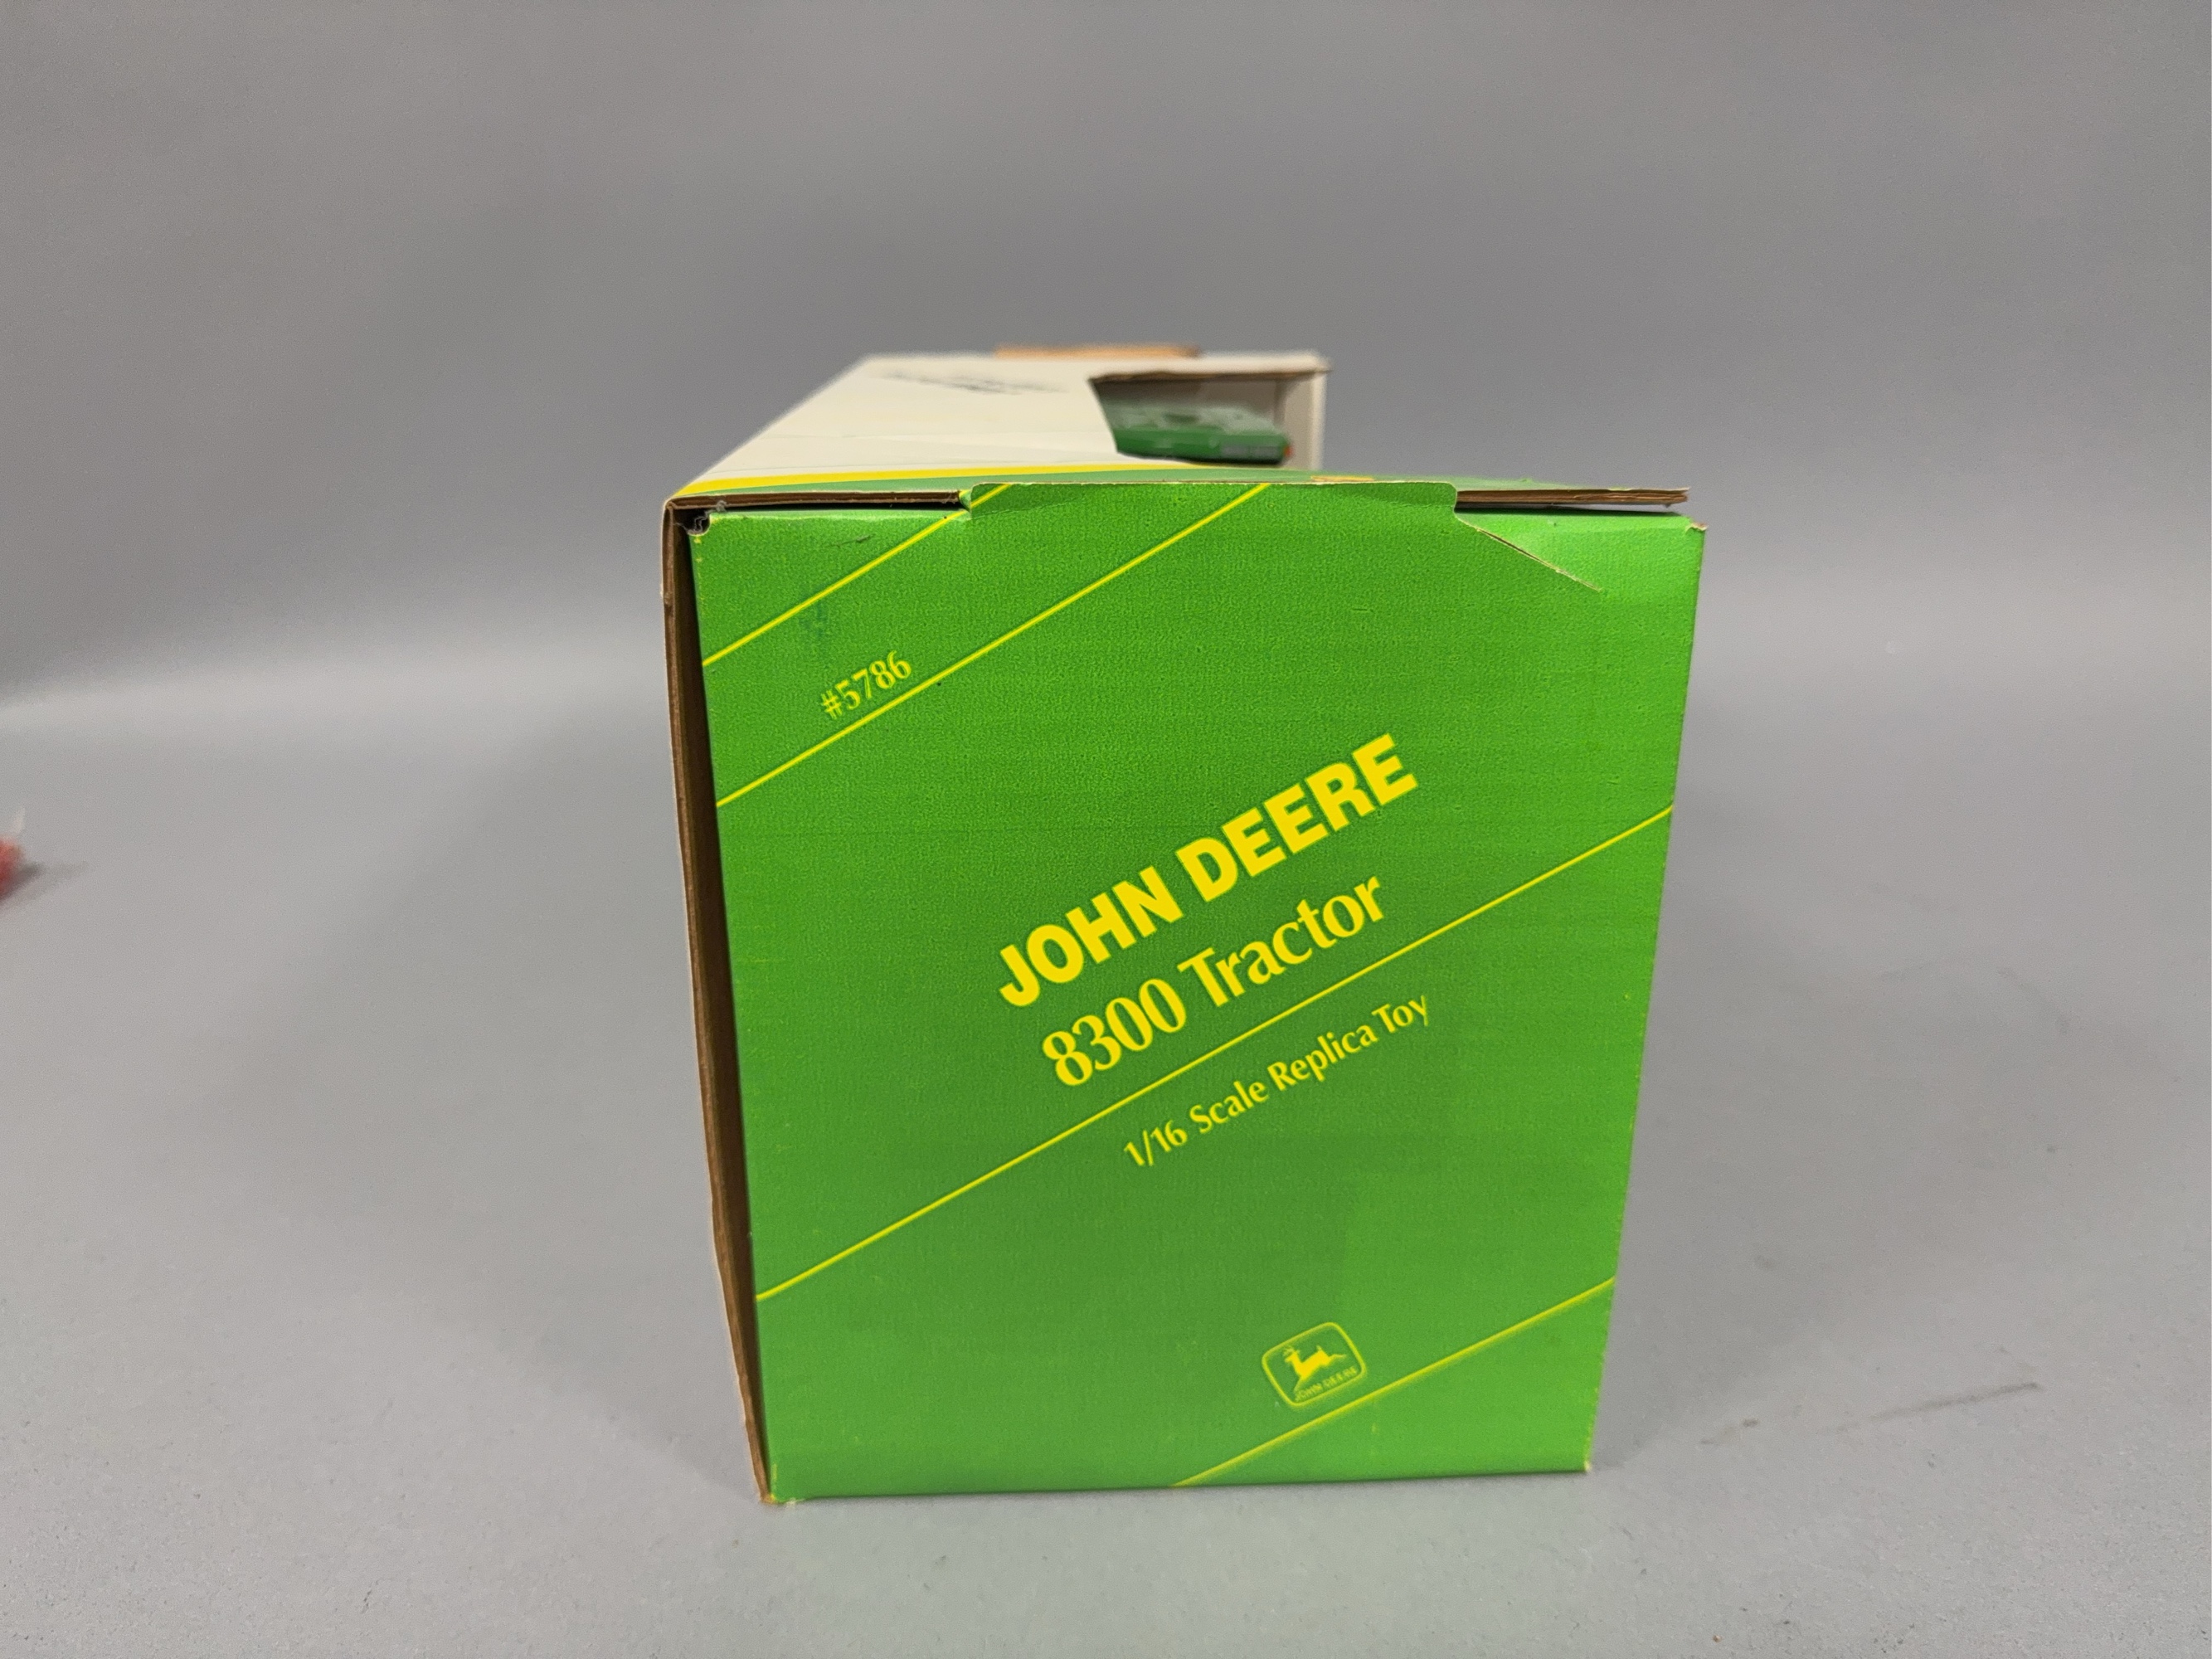 #5786
JOHN DEERE
8300 Tractor
1/16 Scale Replica Toy
JOHN DEERE